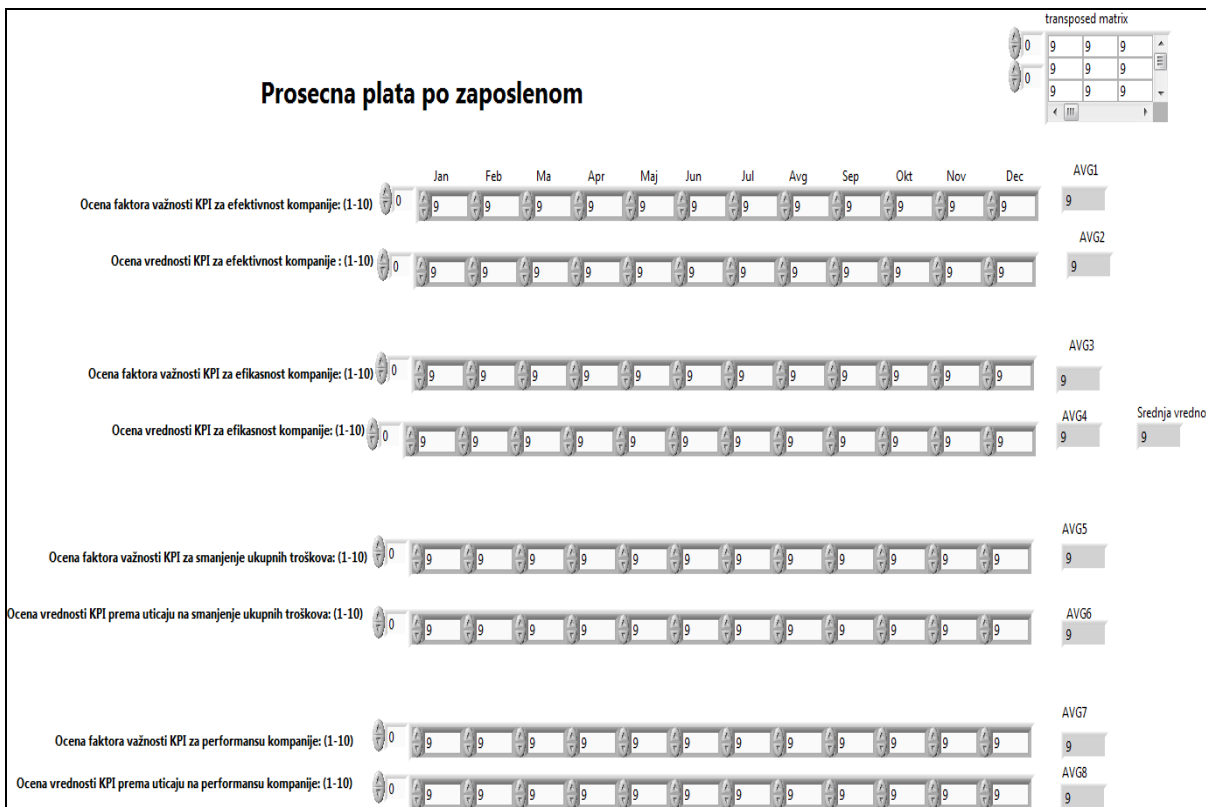 transposed matrix
0 9 9 9
0 9 9 9
9 9 9
Prosecna plata po zaposlenom
Jan Feb Ma Apr Maj Jun Jul Avg Sep Okt Nov Dec AVG1
Ocena faktora važnosti KPI za efektivnost kompanije: (1-10) 0 9 9 9 9 9 9 9 9 9 9 9 9 9
AVG2
Ocena vrednosti KPI za efektivnost kompanije : (1-10) 0 9 9 9 9 9 9 9 9 9 9 9 9 9
AVG3
Ocena faktora važnosti KPI za efikasnost kompanije: (1-10) 0 9 9 9 9 9 9 9 9 9 9 9 9 9
AVG4 Srednja vredno
Ocena vrednosti KPI za efikasnost kompanije: (1-10) 0 9 9 9 9 9 9 9 9 9 9 9 9 9 9
AVG5
Ocena faktora važnosti KPI za smanjenje ukupnih troškova: (1-10) 0 9 9 9 9 9 9 9 9 9 9 9 9 9
AVG6
Ocena vrednosti KPI prema uticaju na smanjenje ukupnih troškova: (1-10) 0 9 9 9 9 9 9 9 9 9 9 9 9 9
AVG7
Ocena faktora važnosti KPI za performansu kompanije: (1-10) 0 9 9 9 9 9 9 9 9 9 9 9 9 9
AVG8
Ocena vrednosti KPI prema uticaju na performansu kompanije: (1-10) 0 9 9 9 9 9 9 9 9 9 9 9 9 9